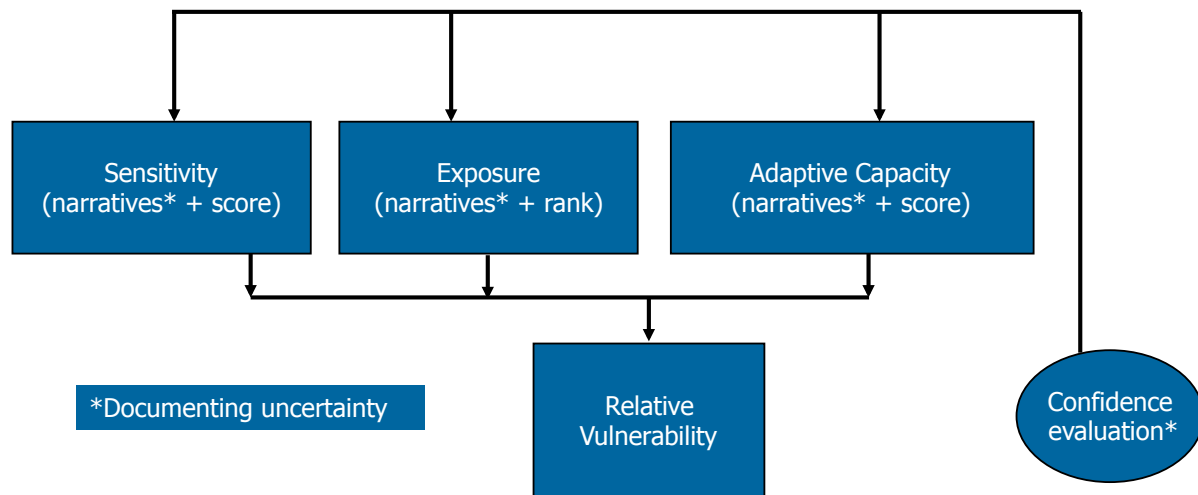 Sensitivity
(narratives* + score)
Exposure
(narratives* + rank)
Adaptive Capacity
(narratives* + score)
*Documenting uncertainty
Relative
Vulnerability
Confidence
evaluation*